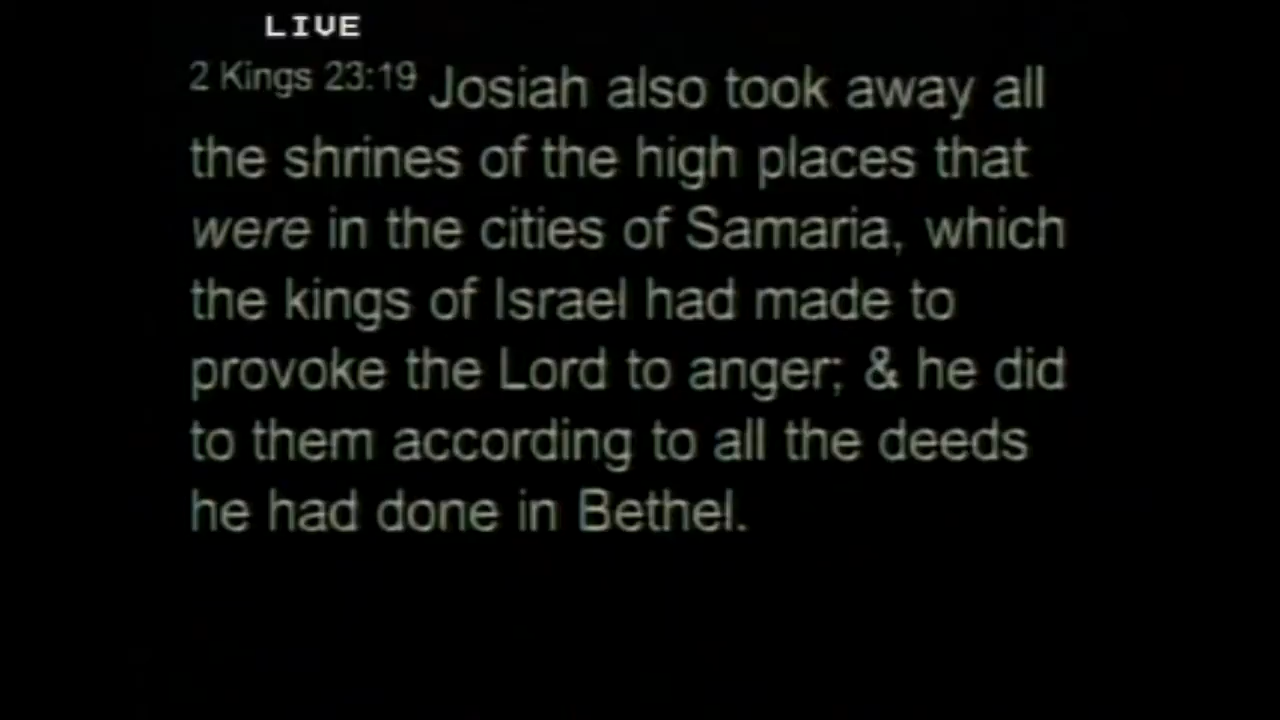 LIVE
2 Kings 23:19 Josiah also took away all
the shrines of the high places that
were in the cities of Samaria, which
the kings of Israel had made to
provoke the Lord to anger; & he did
to them according to all the deeds
he had done in Bethel.